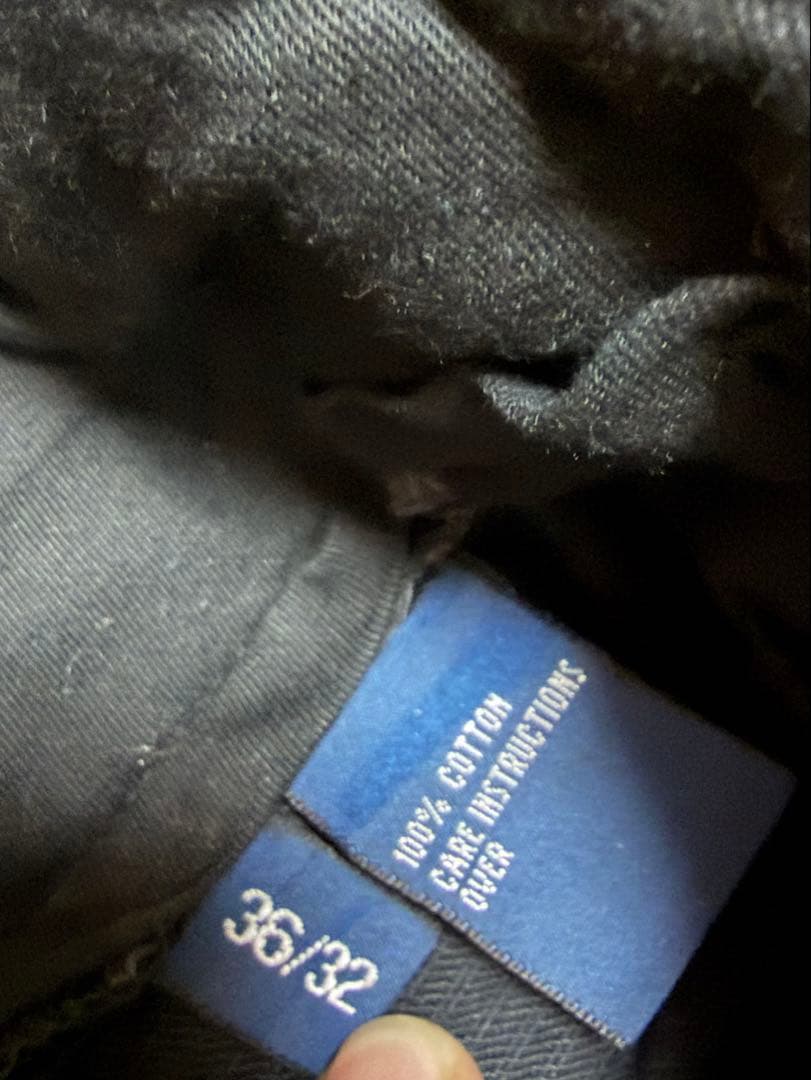 100% COTTON
CARE INSTRUCTIONS
OVER
36/32